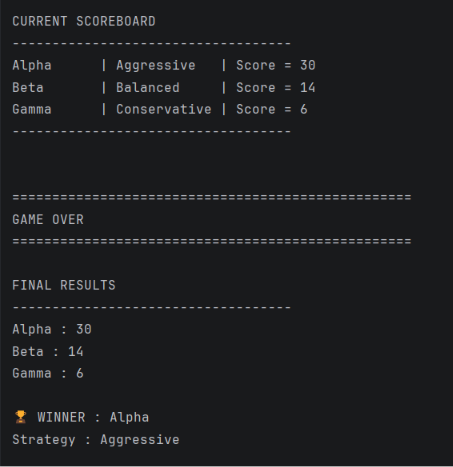 CURRENT SCOREBOARD
-----------------------------------
Alpha      | Aggressive   | Score = 30
Beta       | Balanced     | Score = 14
Gamma      | Conservative | Score = 6
-----------------------------------
==================================================
GAME OVER
==================================================
FINAL RESULTS
-----------------------------------
Alpha : 30
Beta : 14
Gamma : 6
🏆 WINNER : Alpha
Strategy : Aggressive